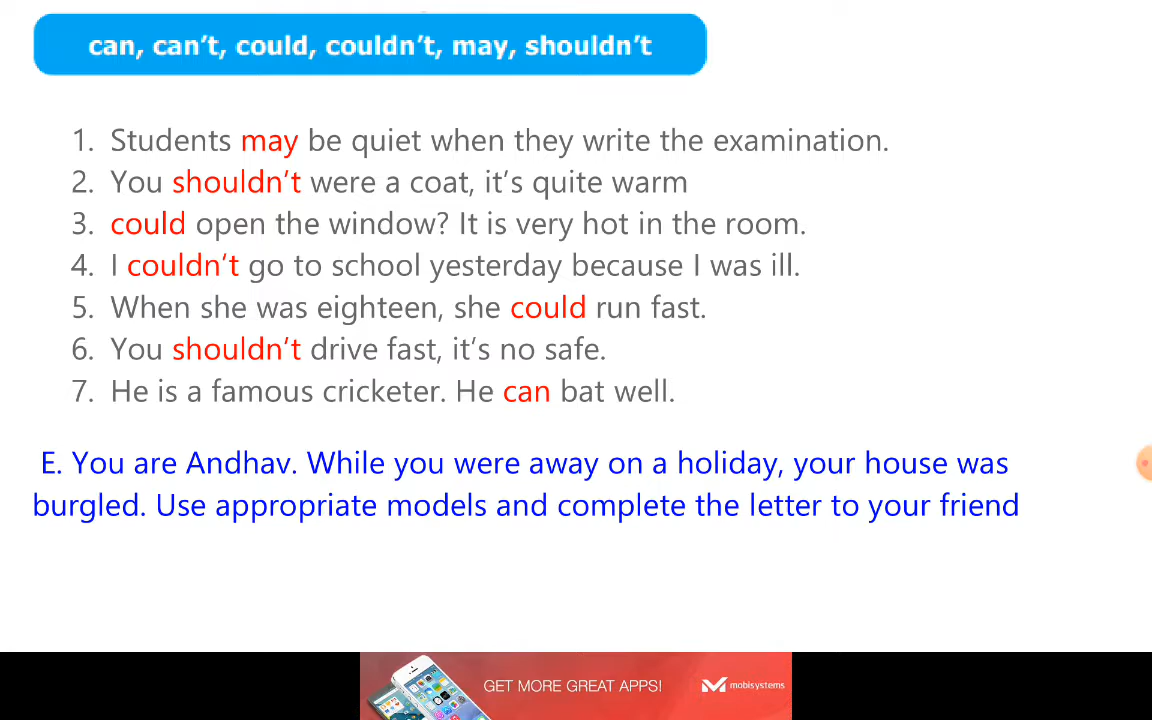 can, can't, could, couldn't, may, shouldn't
1. Students may be quiet when they write the examination.
2. You shouldn't were a coat, it's quite warm
3. could open the window? It is very hot in the room.
4. I couldn't go to school yesterday because I was ill.
5. When she was eighteen, she could run fast.
6. You shouldn't drive fast, it's no safe.
7. He is a famous cricketer. He can bat well.
E. You are Andhav. While you were away on a holiday, your house was
burgled. Use appropriate models and complete the letter to your friend
GET MORE GREAT APPS! mobisystems